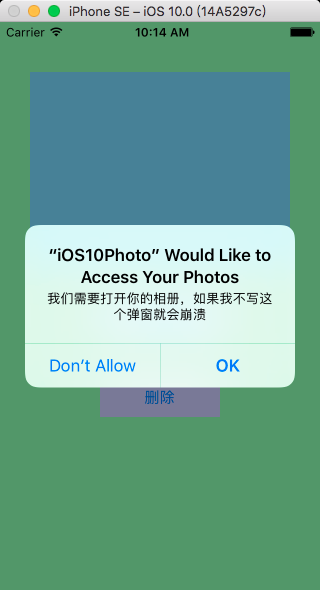 iPhone SE – iOS 10.0 (14A5297c)
Carrier 10:14 AM
“iOS10Photo” Would Like to
Access Your Photos
我们需要打开你的相册，如果我不写这
个弹窗就会崩溃
Don’t Allow OK
删除